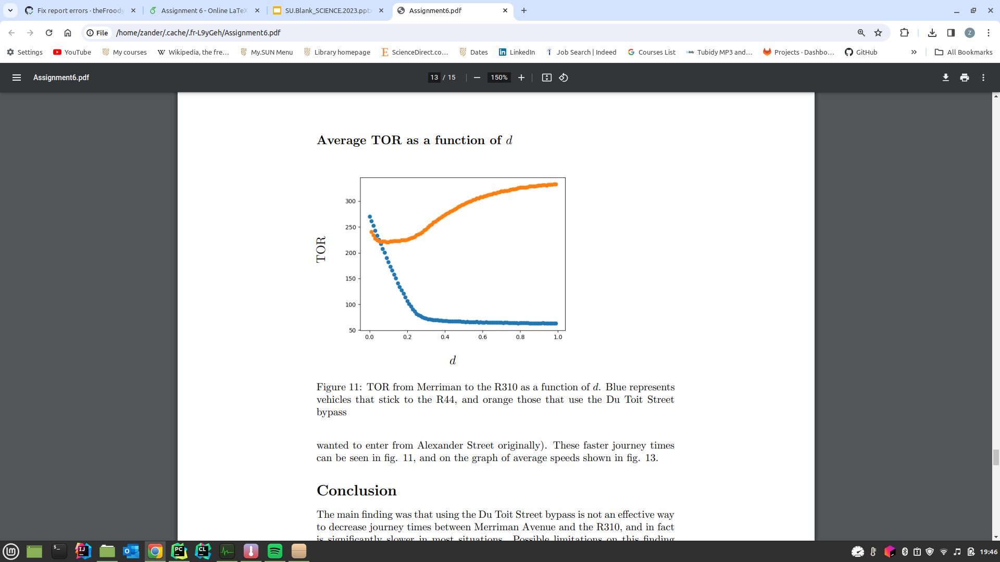 Fix report errors · theFroody
Assignment 6 - Online LaTeX
SU.Blank_SCIENCE.2023.pptx
Assignment6.pdf
File
/home/zander/.cache/.fr-L9yGeh/Assignment6.pdf
Z
Settings
YouTube
My courses
Wikipedia, the fre...
My.SUN Menu
Library homepage
ScienceDirect.co...
Dates
LinkedIn
Job Search | Indeed
Courses List
Tubidy MP3 and...
Projects · Dashbo...
GitHub
All Bookmarks
Assignment6.pdf
13 / 15
150%
Average TOR as a function of d
300
250
200
150
100
50
TOR
0.0 0.2 0.4 0.6 0.8 1.0
d
Figure 11: TOR from Merriman to the R310 as a function of d. Blue represents
vehicles that stick to the R44, and orange those that use the Du Toit Street
bypass
wanted to enter from Alexander Street originally). These faster journey times
can be seen in fig. 11, and on the graph of average speeds shown in fig. 13.
Conclusion
The main finding was that using the Du Toit Street bypass is not an effective way
to decrease journey times between Merriman Avenue and the R310, and in fact
is significantly slower in most situations. Possible limitations on this finding
IJ
PC
CL
19:46